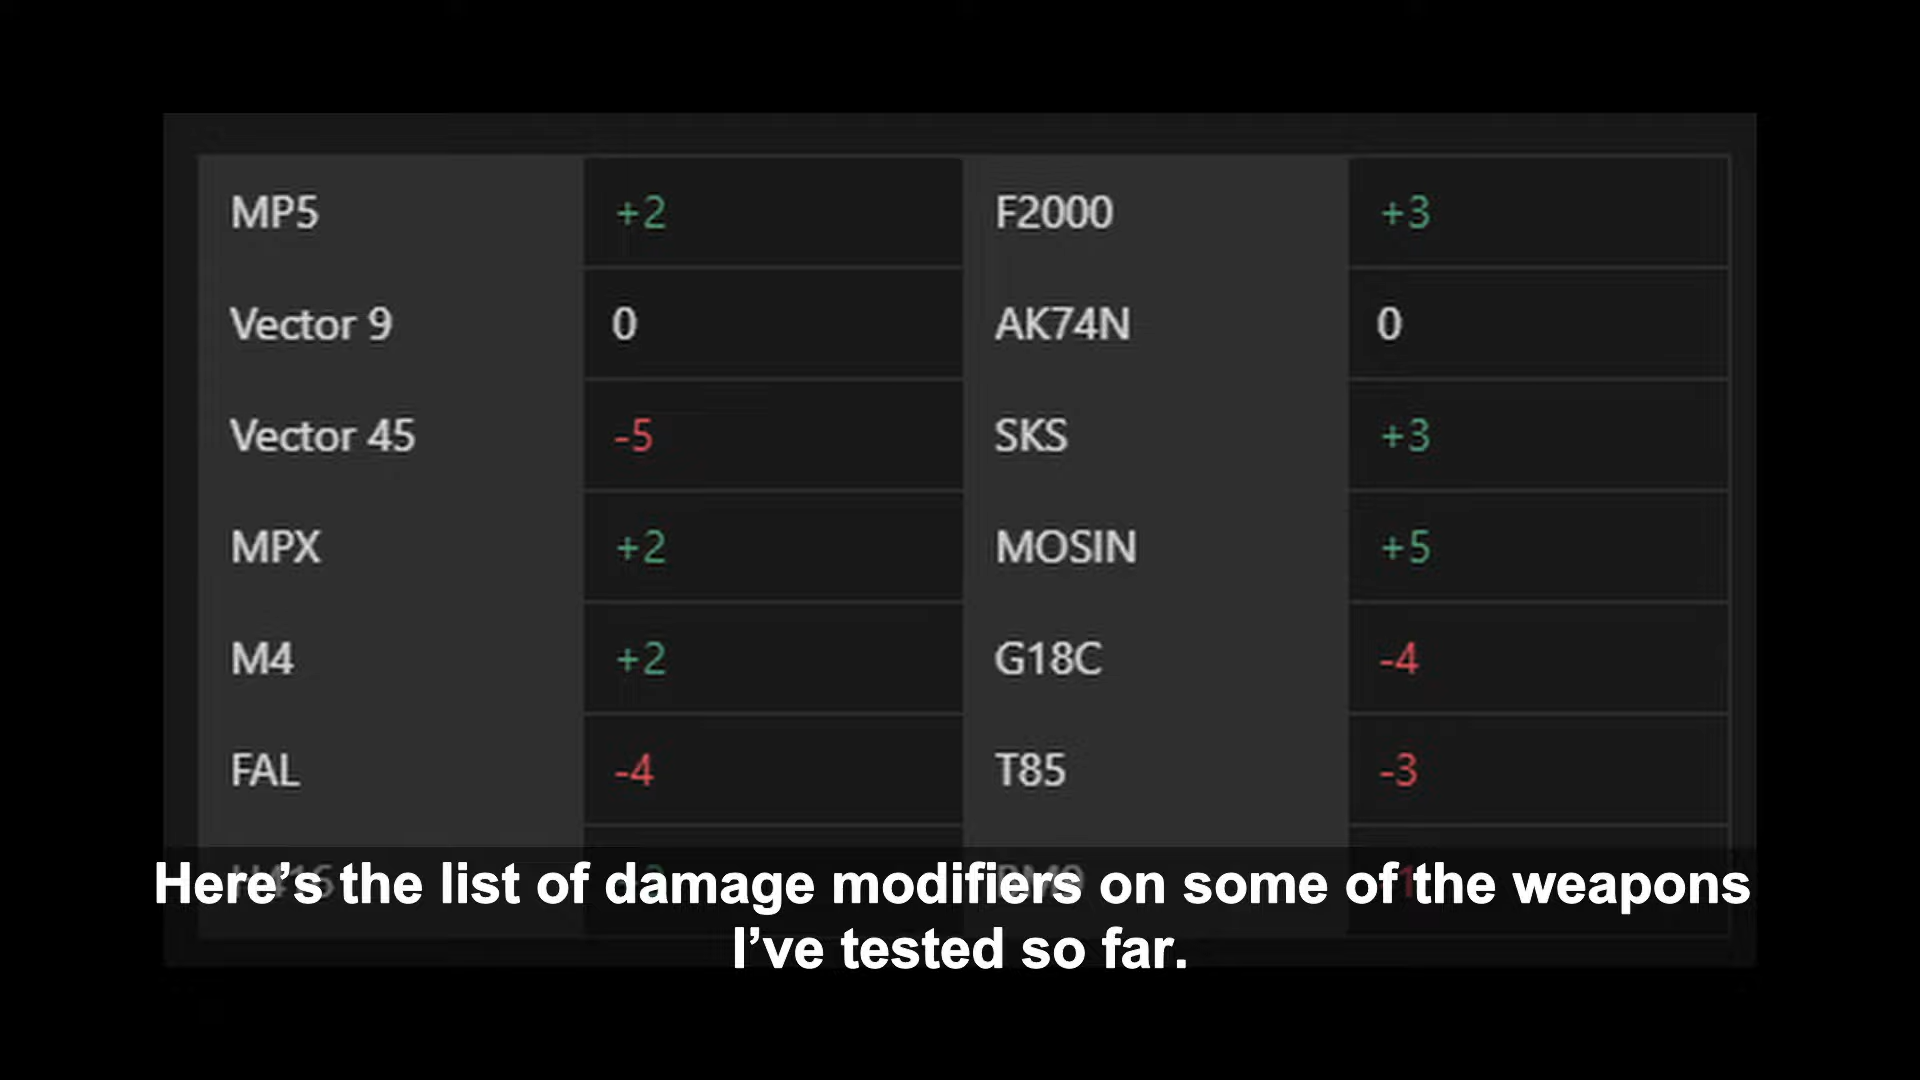 MP5 +2 F2000 +3
Vector 9 0 AK74N 0
Vector 45 -5 SKS +3
MPX +2 MOSIN +5
M4 +2 G18C -4
FAL -4 T85 -3
Here’s the list of damage modifiers on some of the weapons
I’ve tested so far.